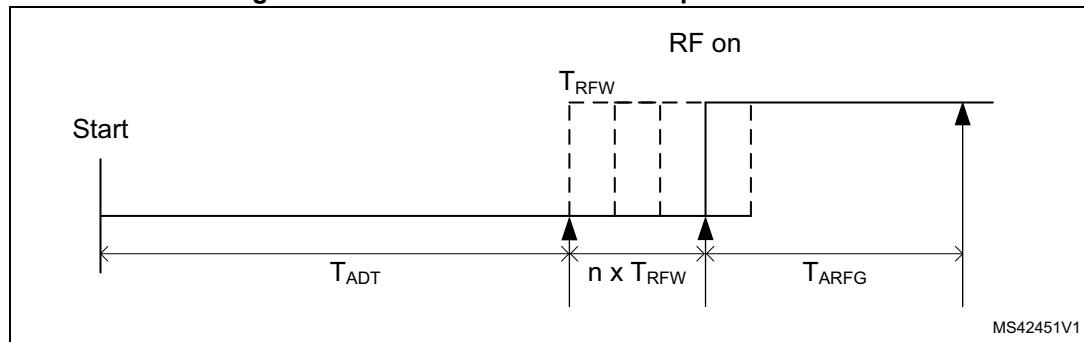 RF on
T_RFW
Start
T_ADT
n x T_RFW
T_ARFG
MS42451V1